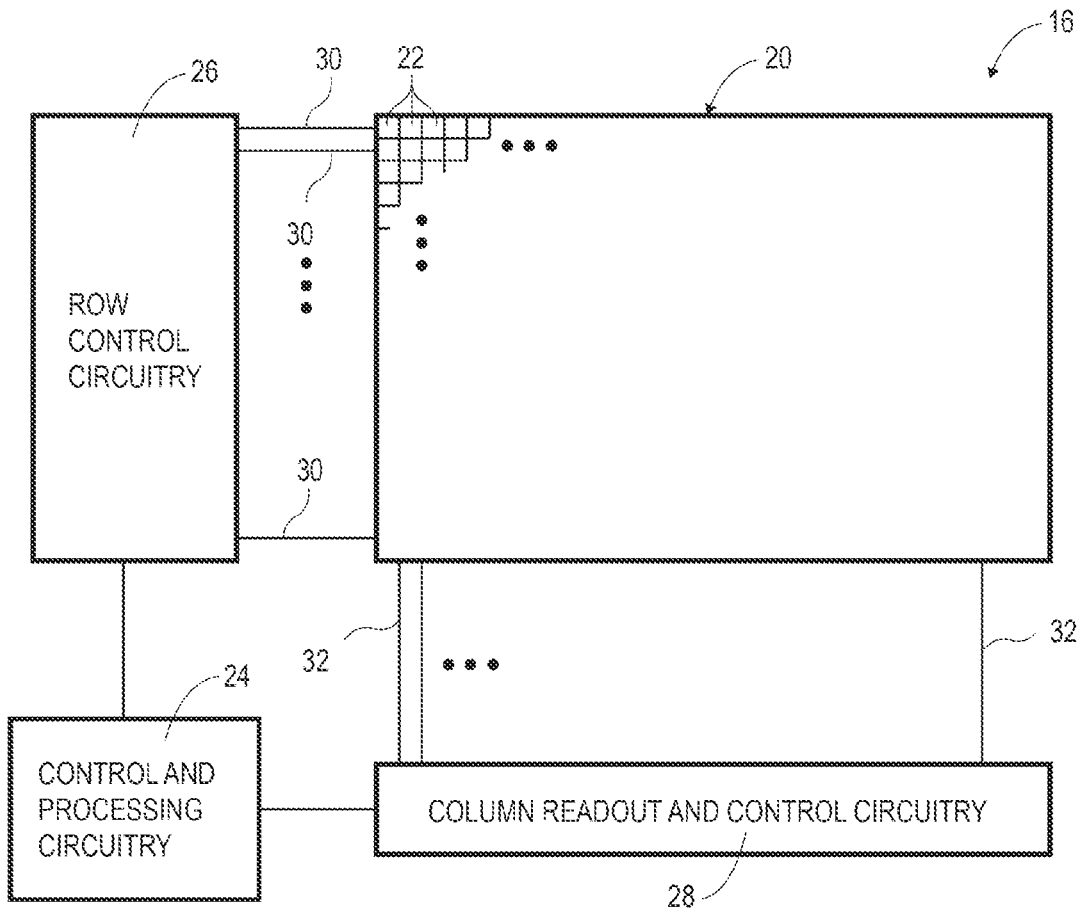 16
26
30
22
20
30
30
ROW
CONTROL
CIRCUITRY
30
32
32
24
CONTROL AND
PROCESSING
CIRCUITRY
COLUMN READOUT AND CONTROL CIRCUITRY
28